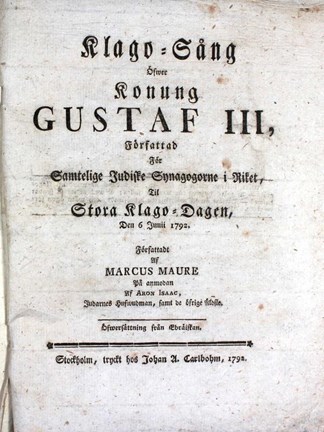 Klago-Sång
Öfwer
Konung
GUSTAF III,
Författad
För
Samtelige Judiske Synagogorne i Riket,
Til
Stora Klago-Dagen,
Den 6 Junii 1792.
Författadt
Af
MARCUS MAURE
På anmodan
Af ARON ISAAC,
Judarnes Hufwudman, samt de öfrige
Öfwersättning från Ebräiskan.
Stockholm, tryckt hos Johan A. Carlbohm, 1792.